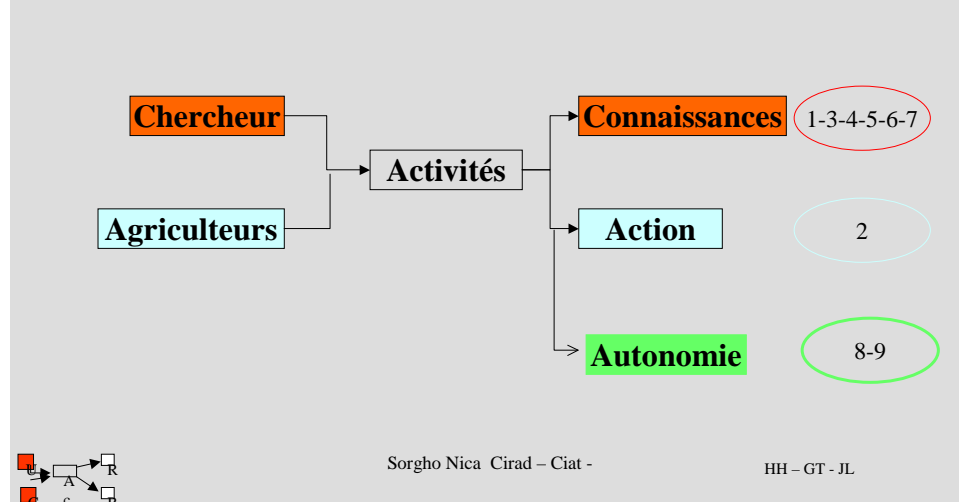 Chercheur
Connaissances
1-3-4-5-6-7
Activités
Agriculteurs
Action
2
Autonomie
8-9
Sorgho Nica Cirad – Ciat -
HH – GT - JL
R
A